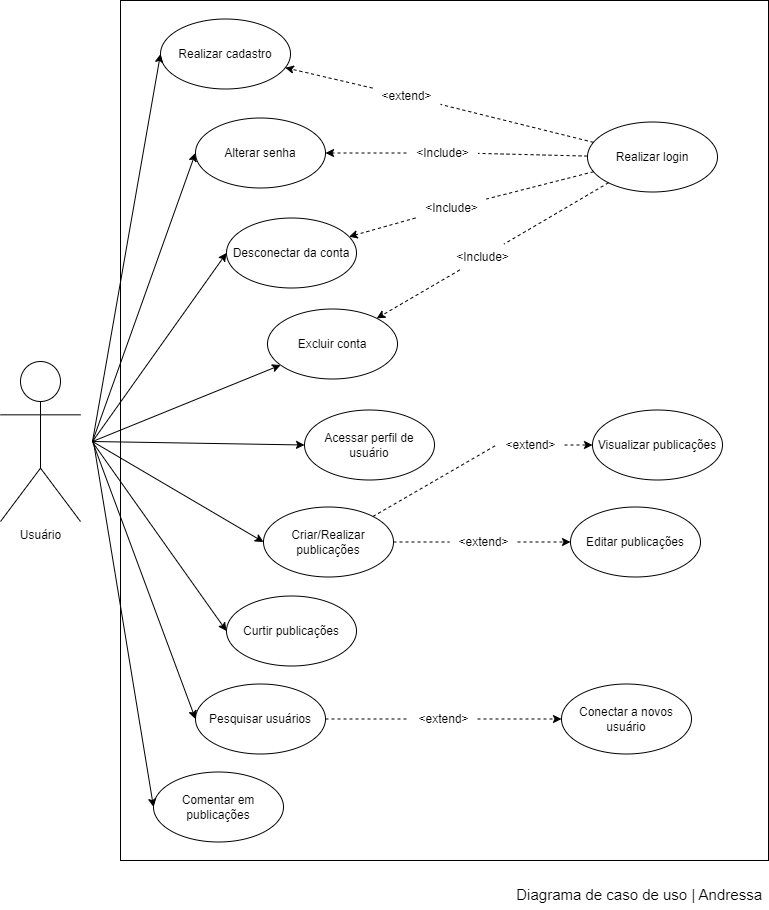 Realizar cadastro
<extend>
Alterar senha
<Include>
Realizar login
<Include>
Desconectar da conta
<Include>
Excluir conta
Acessar perfil de
usuário
<extend>
Visualizar publicações
Usuário
Criar/Realizar
publicações
<extend>
Editar publicações
Curtir publicações
Pesquisar usuários
<extend>
Conectar a novos
usuário
Comentar em
publicações
Diagrama de caso de uso | Andressa